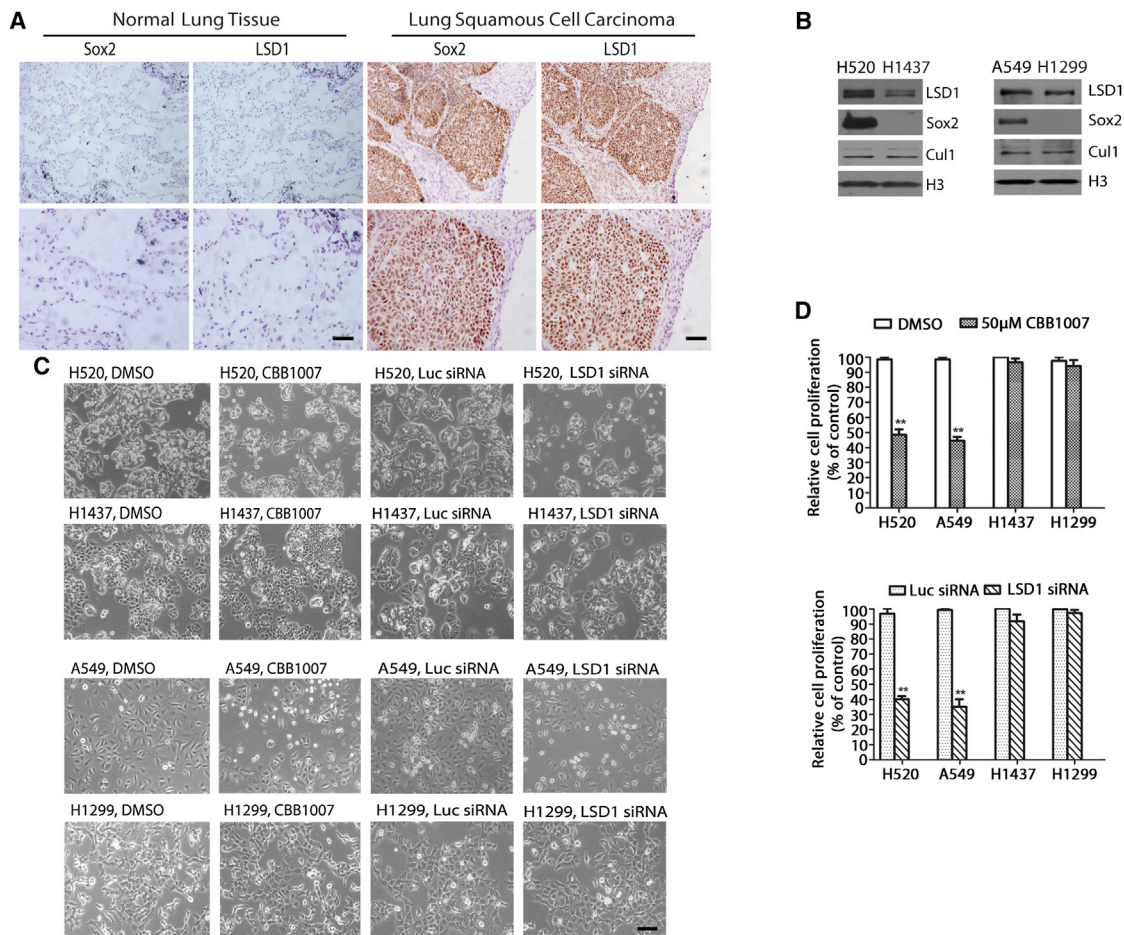 A
Normal Lung Tissue
Lung Squamous Cell Carcinoma
Sox2
LSD1
Sox2
LSD1
B
H520 H1437
LSD1
Sox2
Cul1
H3
A549 H1299
LSD1
Sox2
Cul1
H3
C
H520, DMSO
H520, CBB1007
H520, Luc siRNA
H520, LSD1 siRNA
H1437, DMSO
H1437, CBB1007
H1437, Luc siRNA
H1437, LSD1 siRNA
A549, DMSO
A549, CBB1007
A549, Luc siRNA
A549, LSD1 siRNA
H1299, DMSO
H1299, CBB1007
H1299, Luc siRNA
H1299, LSD1 siRNA
D
DMSO
50μM CBB1007
Relative cell proliferation
(% of control)
100
90
80
70
60
50
40
30
20
10
0
**
**
H520
A549
H1437
H1299
Luc siRNA
LSD1 siRNA
Relative cell proliferation
(% of control)
100
90
80
70
60
50
40
30
20
10
0
**
**
H520
A549
H1437
H1299